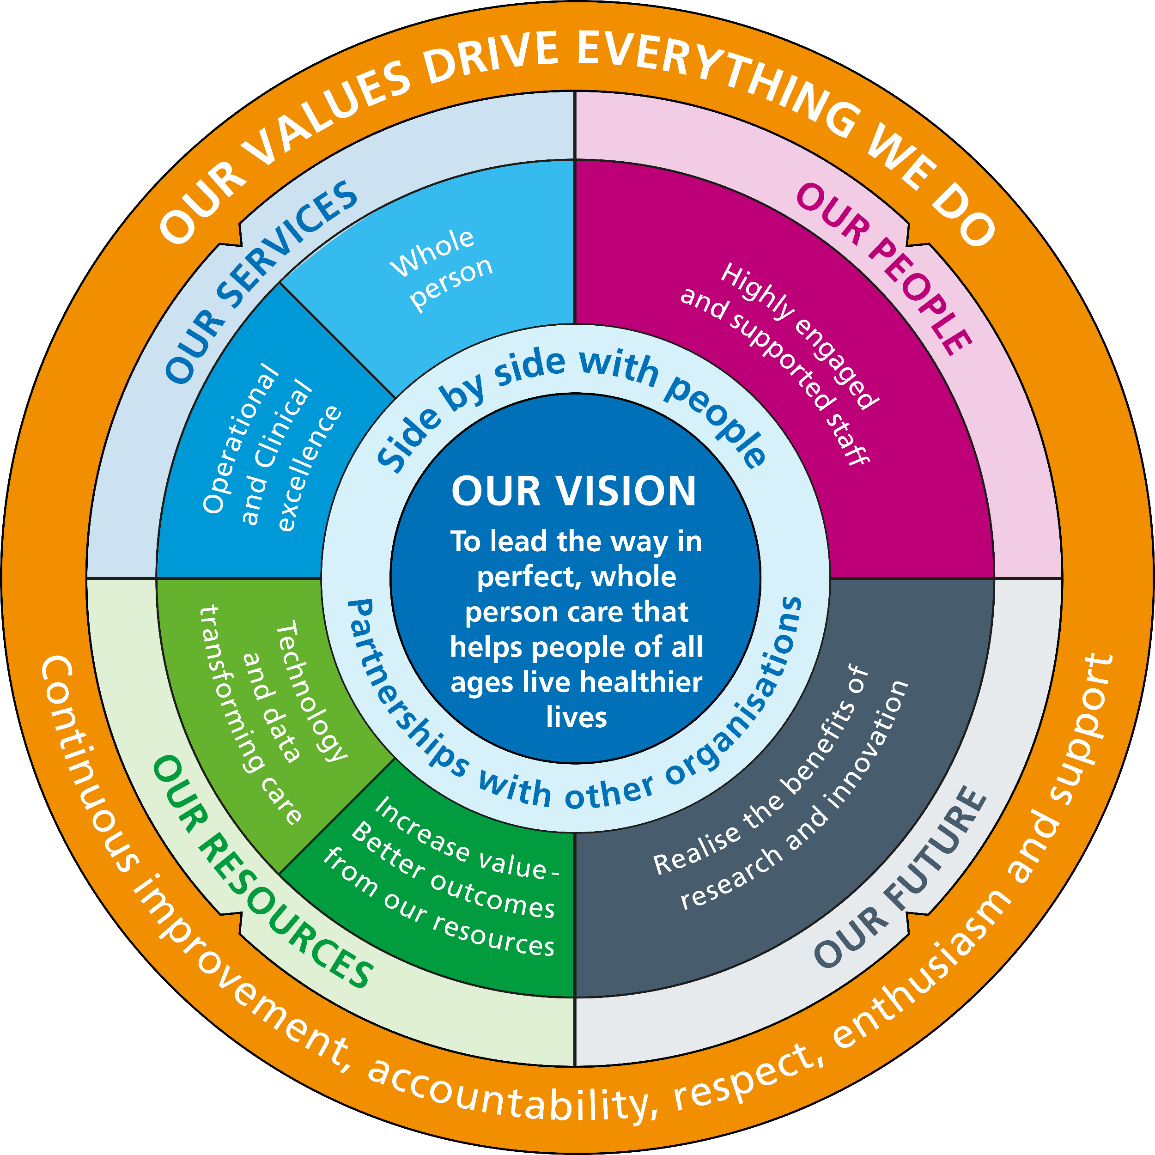 OUR VALUES DRIVE EVERYTHING WE DO
OUR SERVICES
Whole
person
Operational
and Clinical
excellence
OUR PEOPLE
Highly engaged
and supported staff
Side by side with people
OUR VISION
To lead the way in
perfect, whole
person care that
helps people of all
ages live healthier
lives
Partnerships with other organisations
Technology
and data
transforming care
OUR RESOURCES
Increase value-
Better outcomes
from our resources
Realise the benefits of
research and innovation
OUR FUTURE
Continuous improvement, accountability, respect, enthusiasm and support